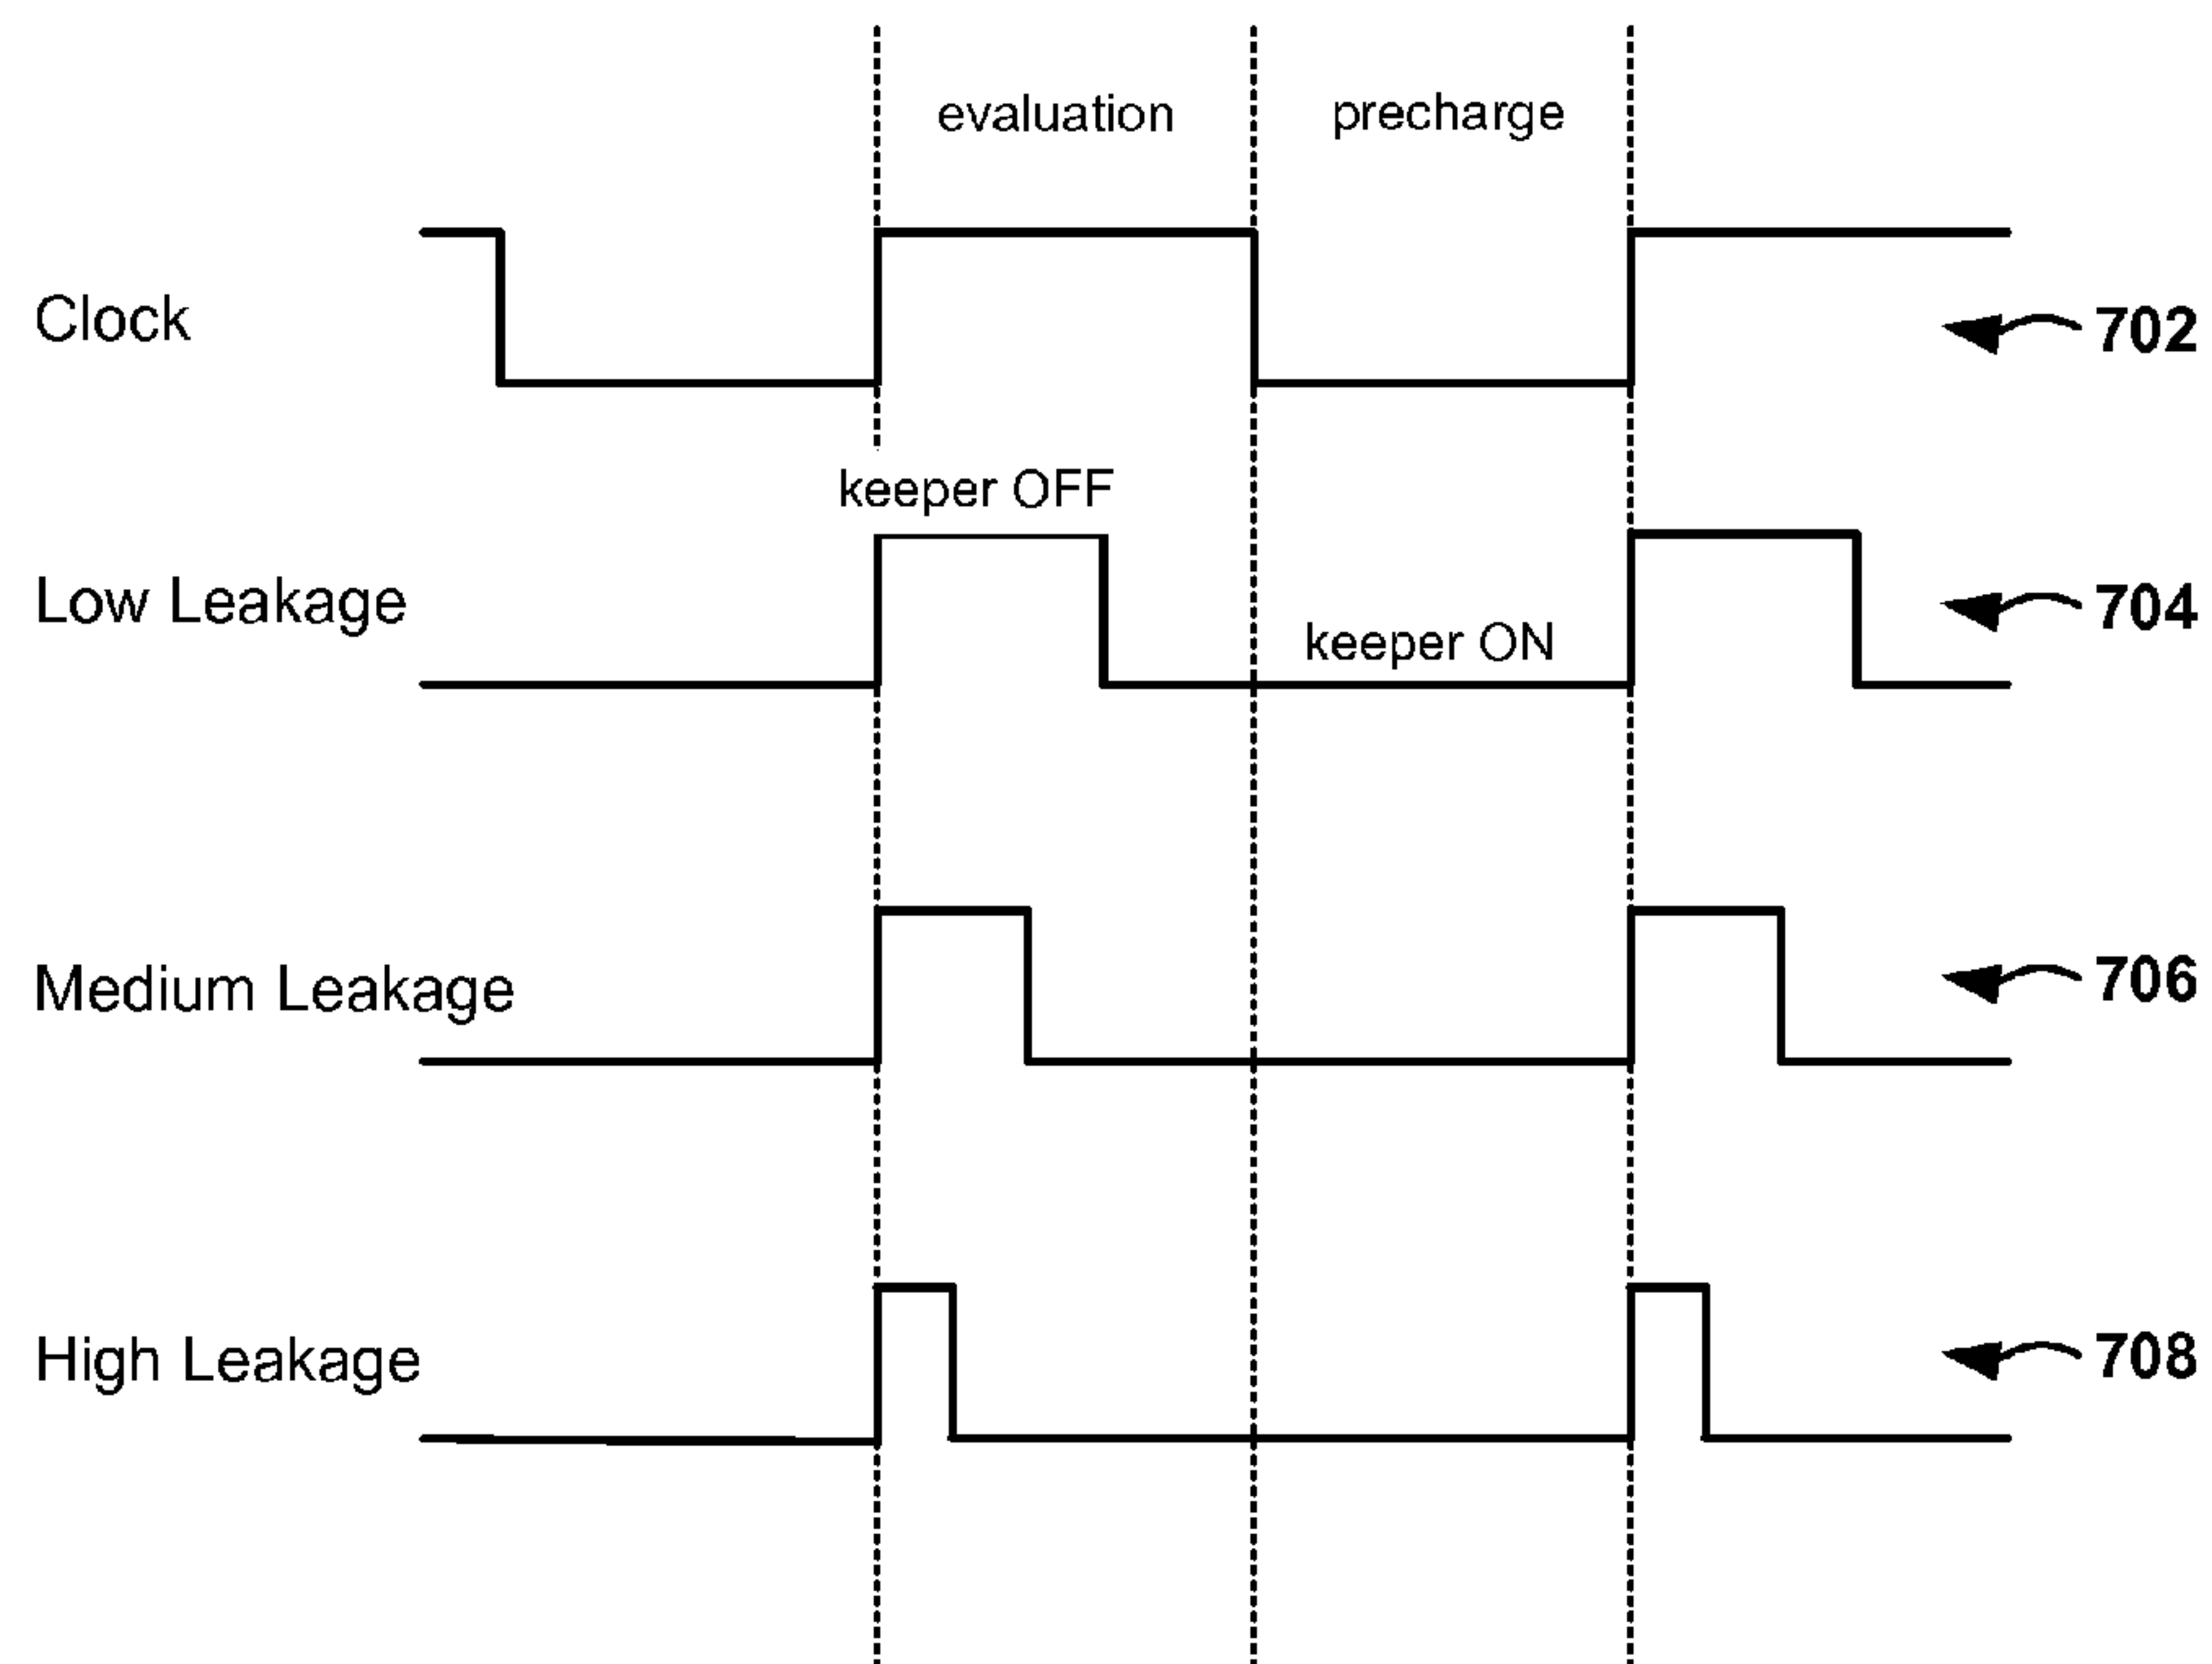 evaluation precharge
Clock 702
keeper OFF
Low Leakage 704
keeper ON
Medium Leakage 706
High Leakage 708